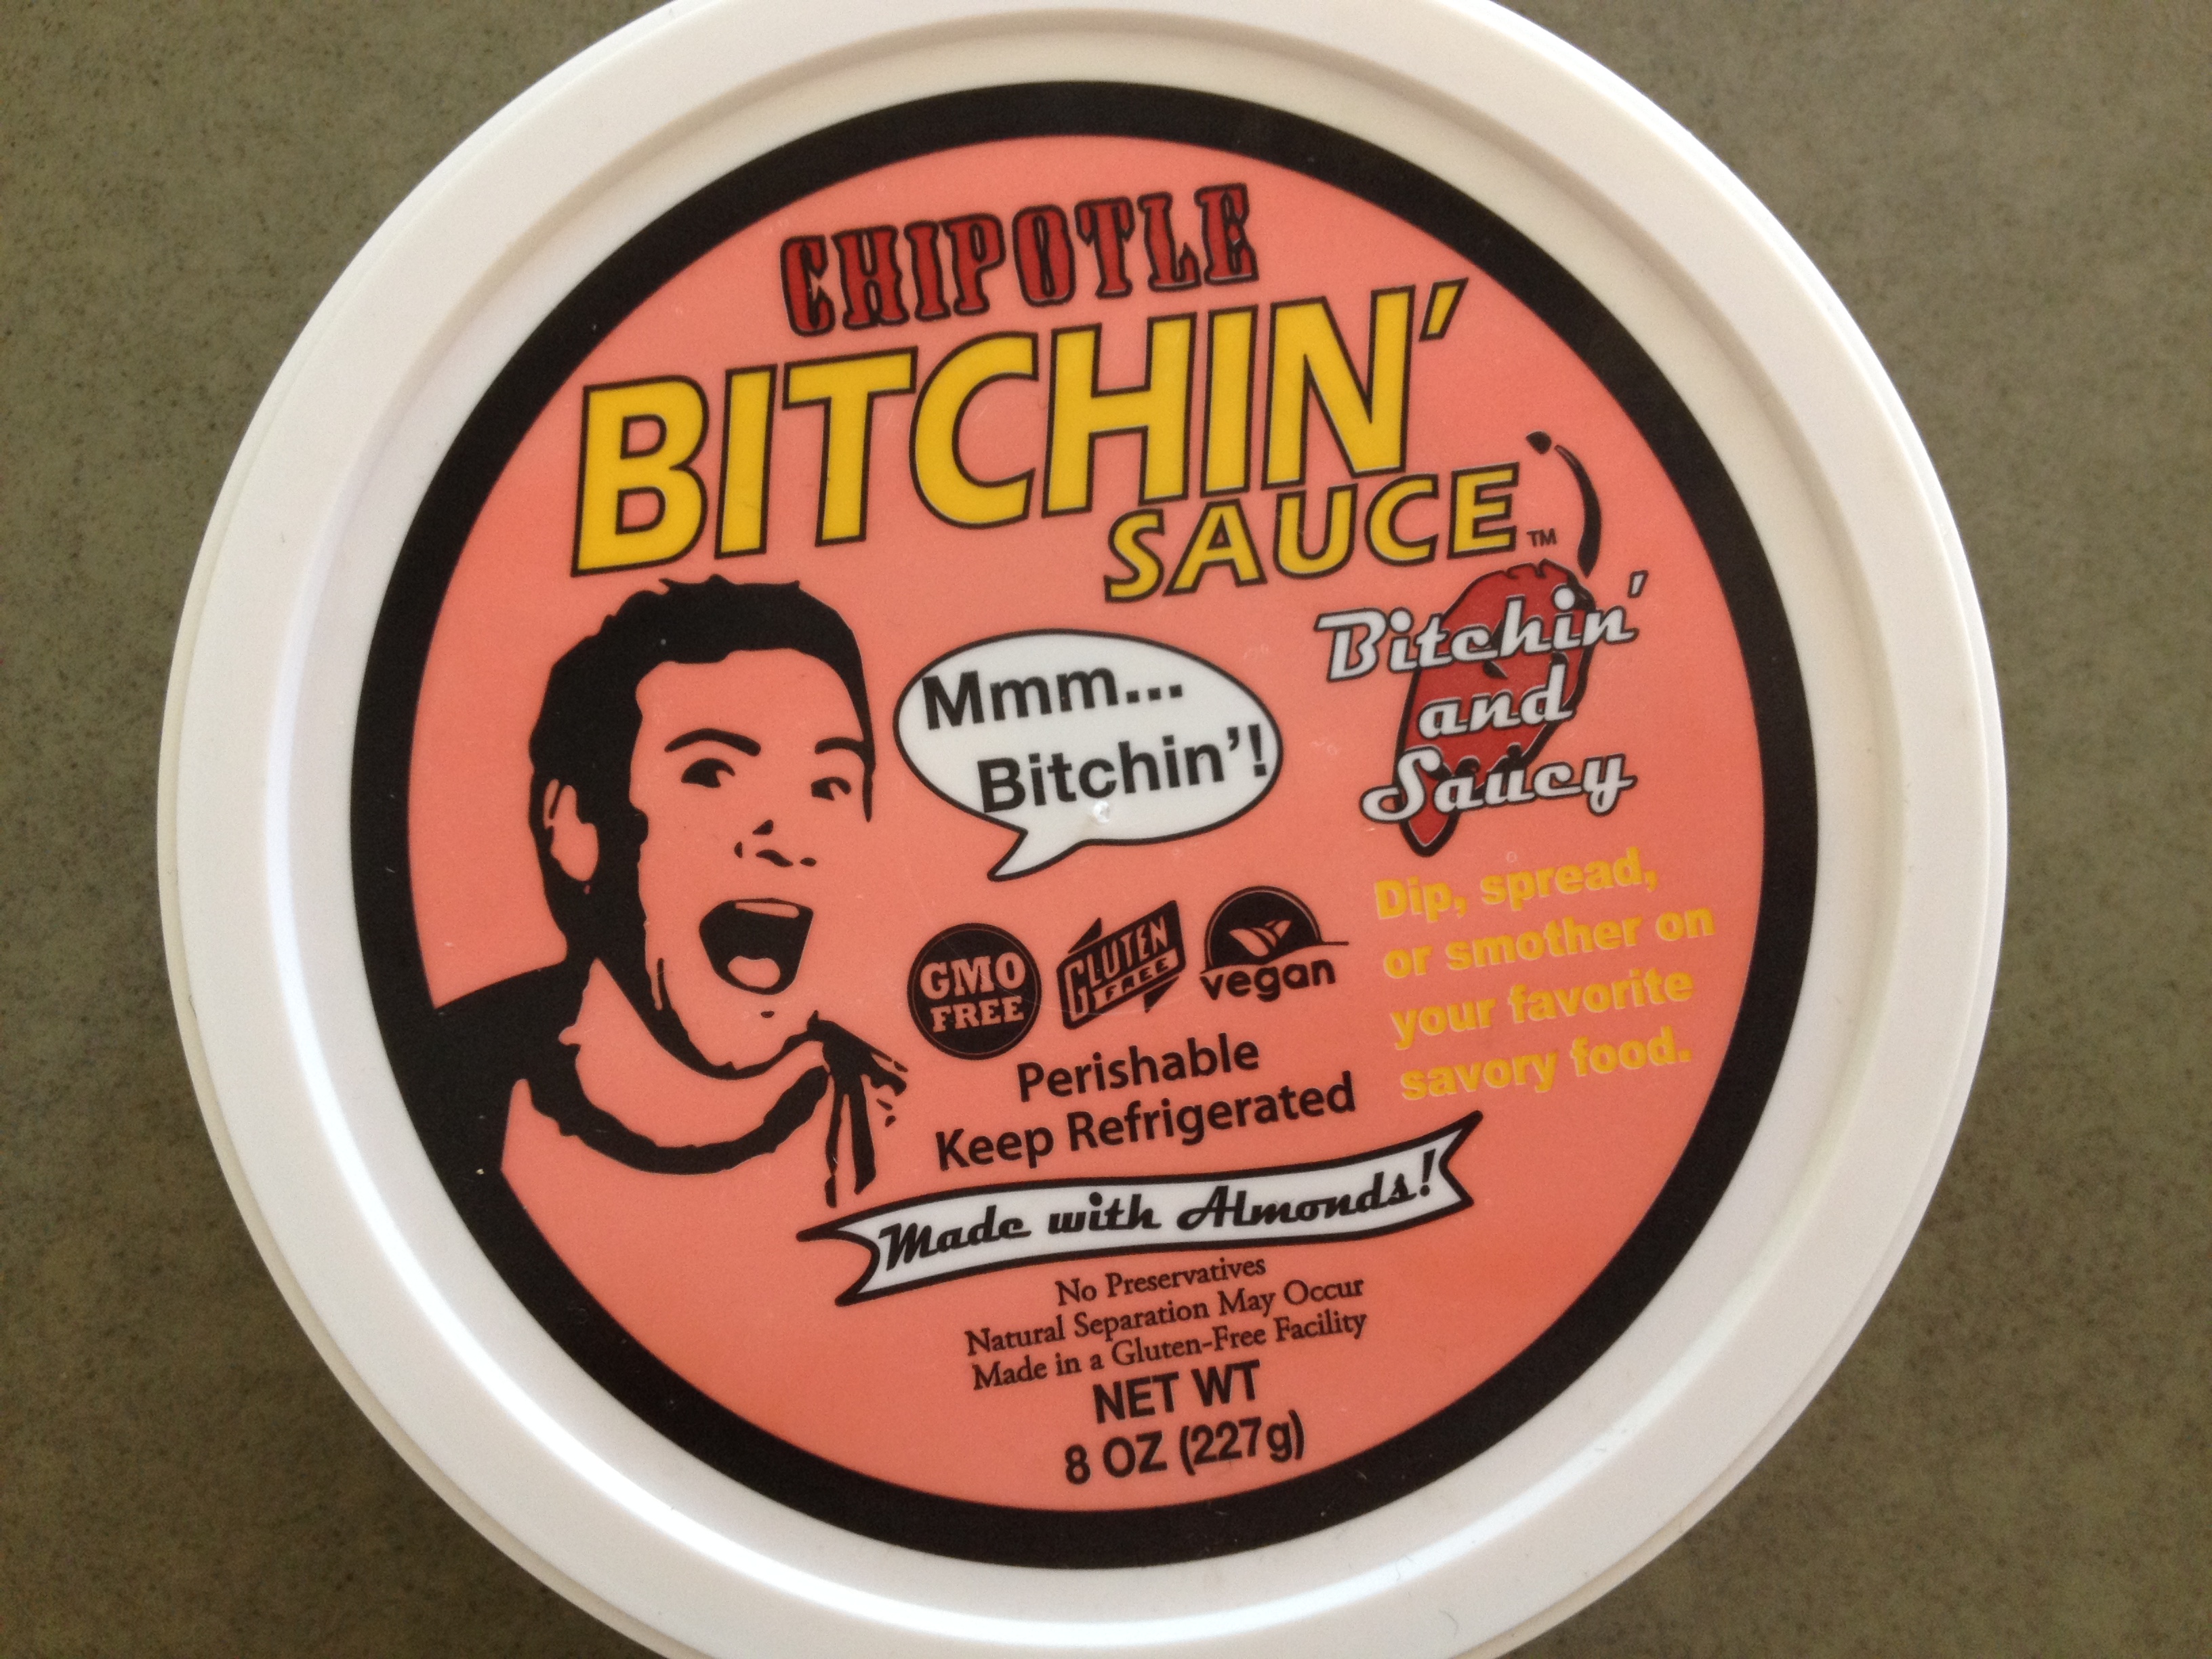 CHIPOTLE
BITCHIN'
SAUCE™
Mmm...
Bitchin'!
Bitchin'
and
Saucy
Dip, spread,
or smother on
your favorite
savory food.
GMO
FREE
GLUTEN
FREE
vegan
Perishable
Keep Refrigerated
Made with Almonds!
No Preservatives
Natural Separation May Occur
Made in a Gluten-Free Facility
NET WT
8 OZ (227g)